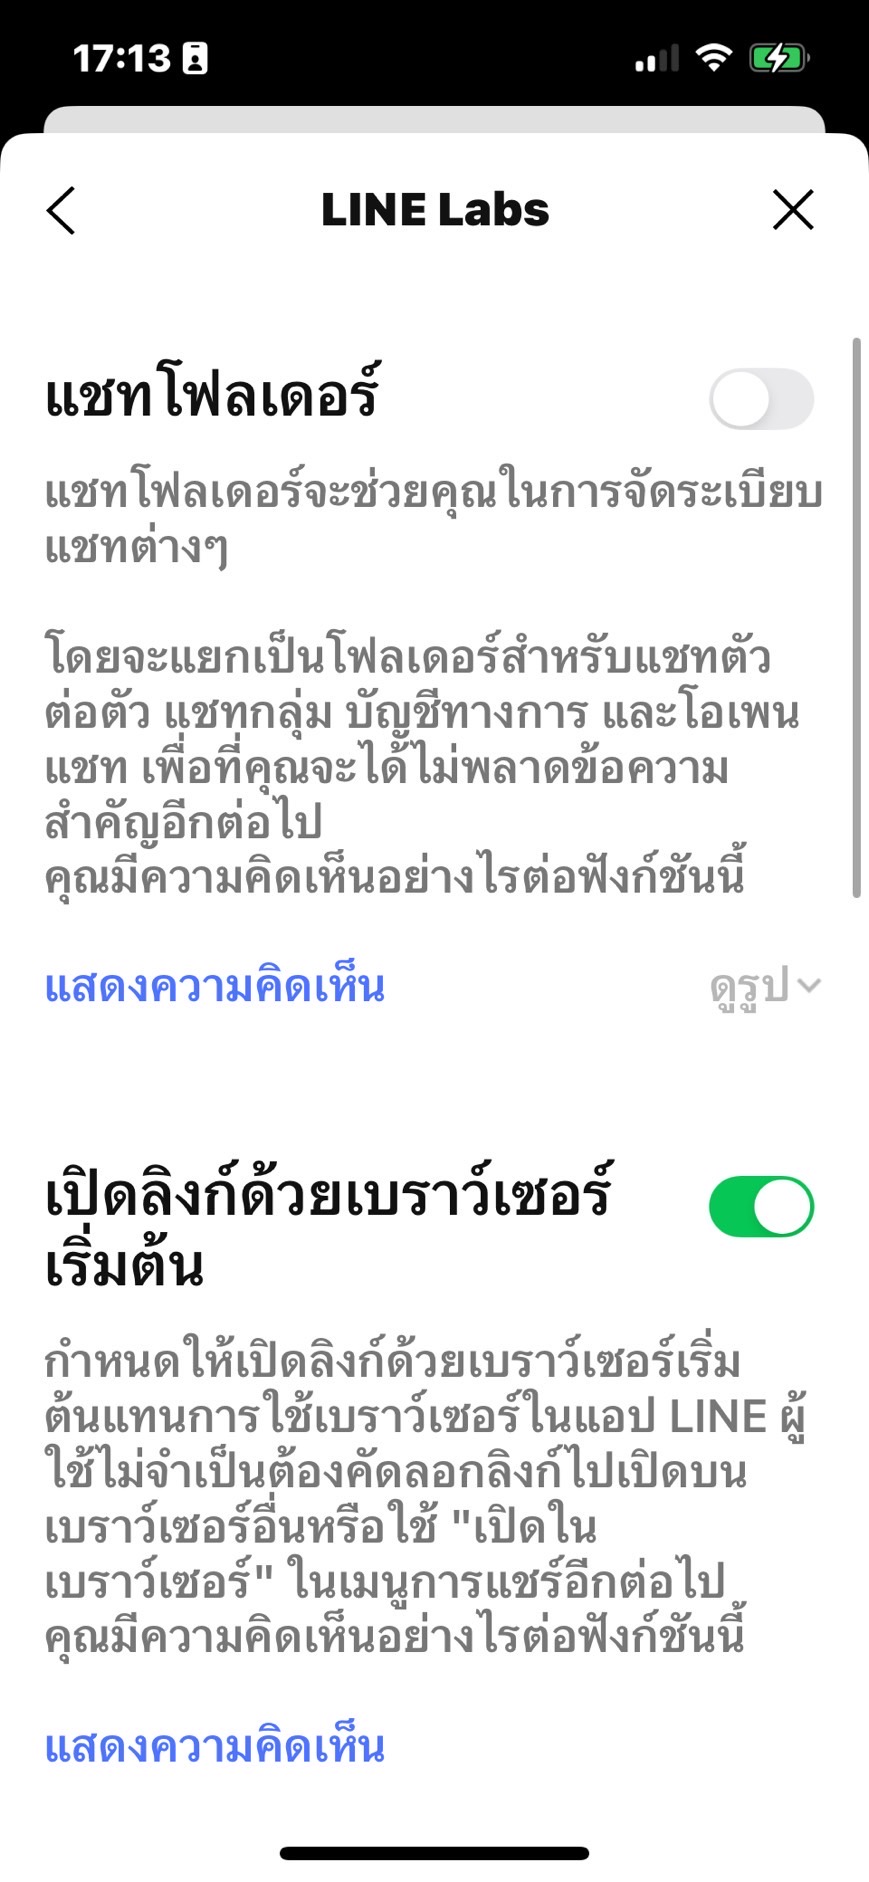 17:13
LINE Labs
แชทโฟลเดอร์
แชทโฟลเดอร์จะช่วยคุณในการจัดระเบียบ
แชทต่างๆ
โดยจะแยกเป็นโฟลเดอร์สำหรับแชทตัว
ต่อตัว แชทกลุ่ม บัญชีทางการ และโอเพน
แชท เพื่อที่คุณจะได้ไม่พลาดข้อความ
สำคัญอีกต่อไป
คุณมีความคิดเห็นอย่างไรต่อฟังก์ชันนี้
แสดงความคิดเห็น
ดูรูป
เปิดลิงก์ด้วยเบราว์เซอร์
เริ่มต้น
กำหนดให้เปิดลิงก์ด้วยเบราว์เซอร์เริ่ม
ต้นแทนการใช้เบราว์เซอร์ในแอป LINE ผู้
ใช้ไม่จำเป็นต้องคัดลอกลิงก์ไปเปิดบน
เบราว์เซอร์อื่นหรือใช้ "เปิดใน
เบราว์เซอร์" ในเมนูการแชร์อีกต่อไป
คุณมีความคิดเห็นอย่างไรต่อฟังก์ชันนี้
แสดงความคิดเห็น